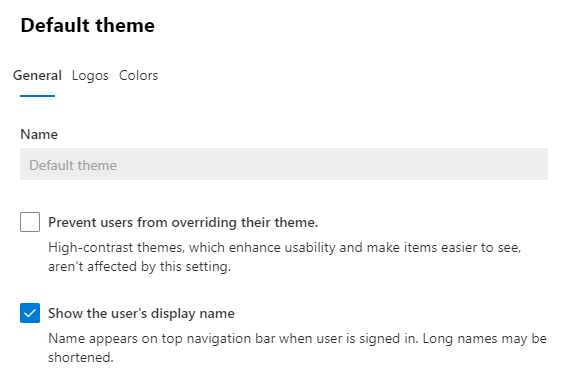 Default theme
General Logos Colors
Name
Default theme
Prevent users from overriding their theme.
High-contrast themes, which enhance usability and make items easier to see,
aren't affected by this setting.
Show the user's display name
Name appears on top navigation bar when user is signed in. Long names may be
shortened.